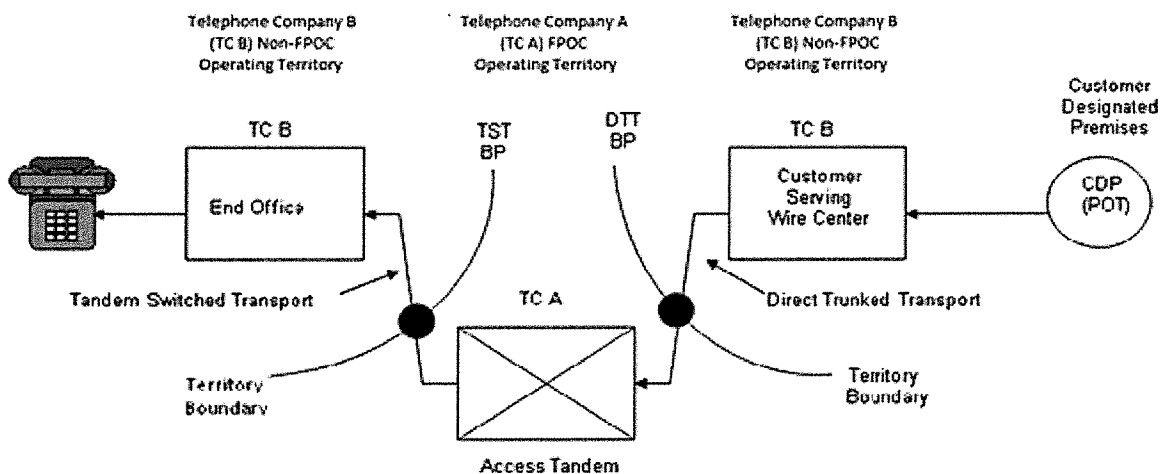 Telephone Company B
(TC B) Non-FPOC
Operating Territory
Telephone Company A
(TC A) FPOC
Operating Territory
Telephone Company B
(TC B) Non-FPOC
Operating Territory
Customer
Designated
Premises
TC B
TST
BP
DTT
BP
TC B
End Office
Customer
Serving
Wire Center
CDP
(POT)
Tandem Switched Transport
TC A
Direct Trunked Transport
Territory
Boundary
Territory
Boundary
Access Tandem